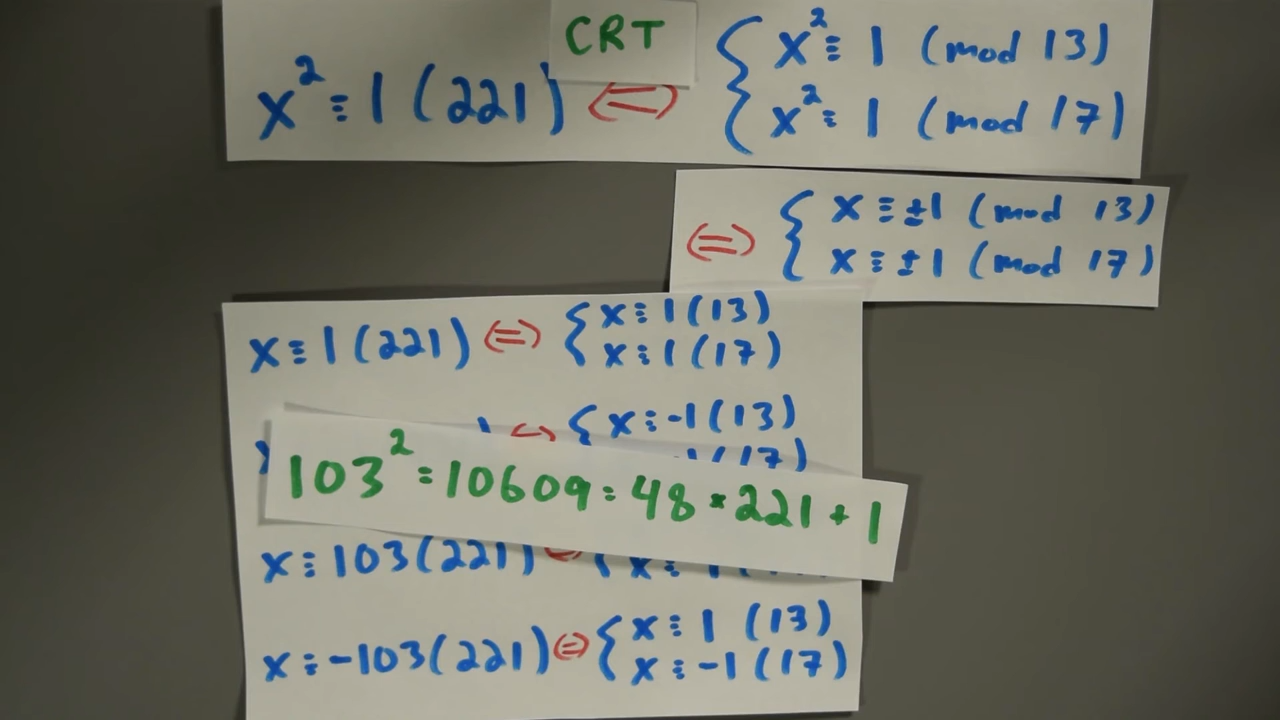 CRT
x² ≡ 1 (221) ⇔ { x² ≡ 1 (mod 13)
x² ≡ 1 (mod 17)
⇔ { x ≡ ±1 (mod 13)
x ≡ ±1 (mod 17)
x ≡ 1 (221) ⇔ { x ≡ 1 (13)
x ≡ 1 (17)
⇔ { x ≡ -1 (13)
(17)
103² = 10609 = 48 * 221 + 1
x ≡ 103 (221) ⇔ { x ≡
x ≡ -103 (221) ⇔ { x ≡ 1 (13)
x ≡ -1 (17)